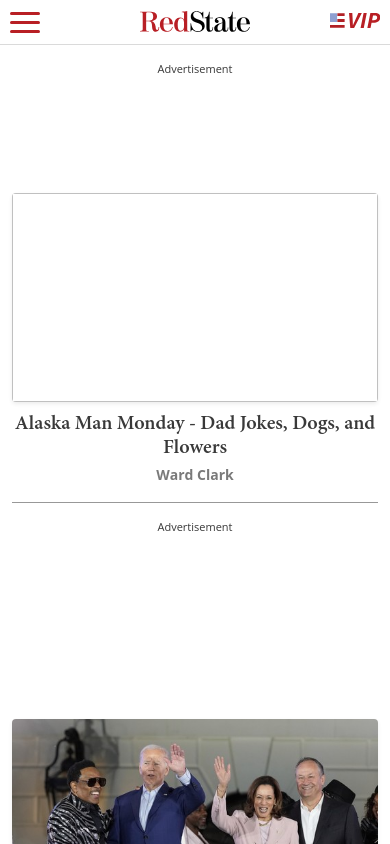 RedState
VIP
Advertisement
Alaska Man Monday - Dad Jokes, Dogs, and
Flowers
Ward Clark
Advertisement